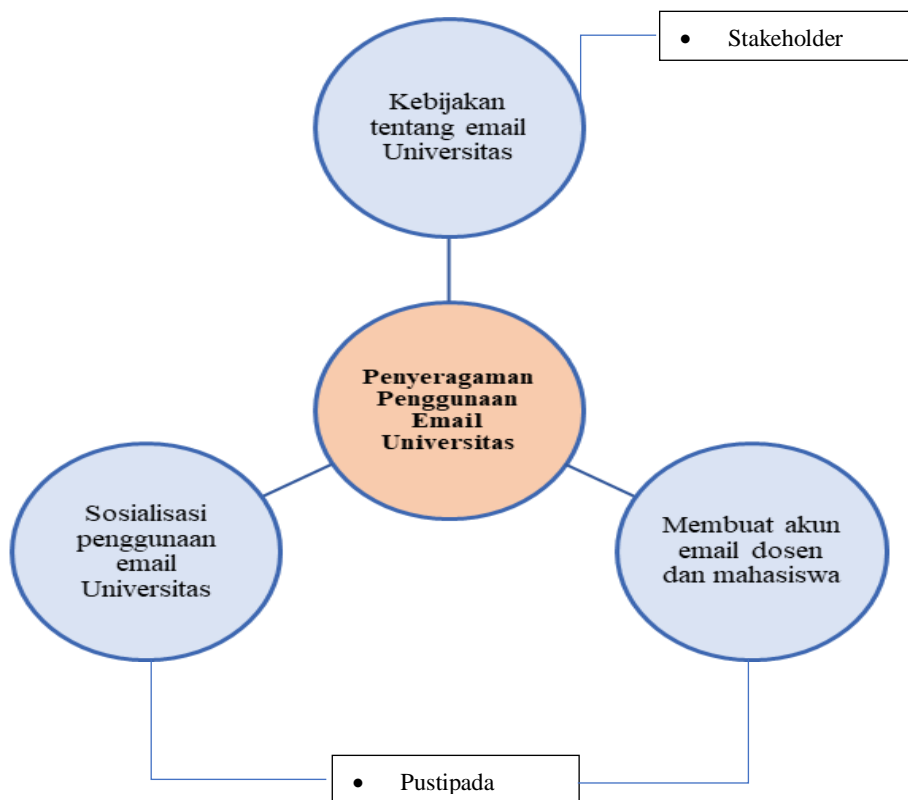 • Stakeholder
Kebijakan
tentang email
Universitas
Penyeragaman
Penggunaan
Email
Universitas
Sosialisasi
penggunaan
email
Universitas
Membuat akun
email dosen
dan mahasiswa
• Pustipada